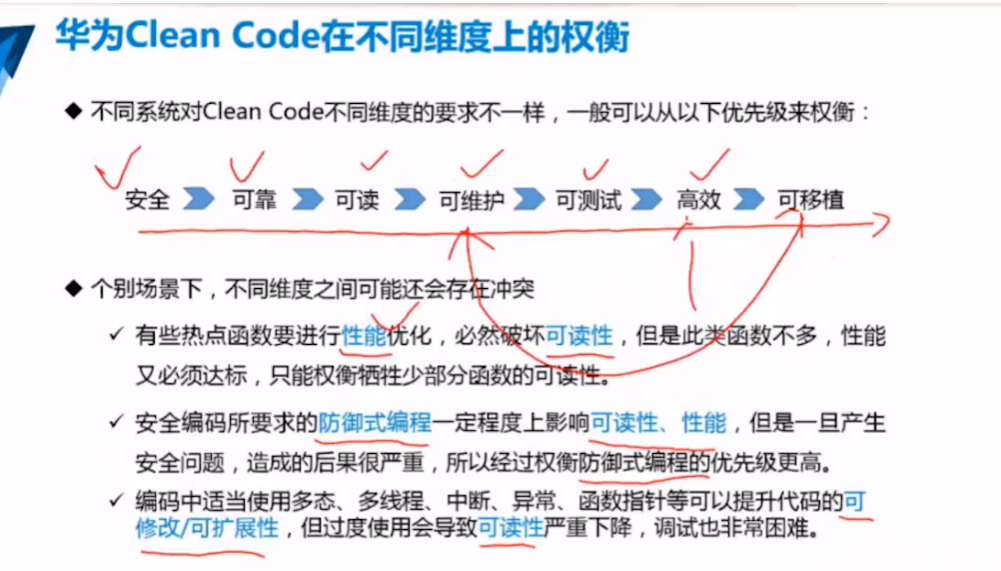 华为Clean Code在不同维度上的权衡
◆ 不同系统对Clean Code不同维度的要求不一样，一般可以从以下优先级来权衡：
安全 可靠 可读 可维护 可测试 高效 可移植
◆ 个别场景下，不同维度之间可能还会存在冲突
✓ 有些热点函数要进行性能优化，必然破坏可读性，但是此类函数不多，性能
又必须达标，只能权衡牺牲少部分函数的可读性。
✓ 安全编码所要求的防御式编程一定程度上影响可读性、性能，但是一旦产生
安全问题，造成的后果很严重，所以经过权衡防御式编程的优先级更高。
✓ 编码中适当使用多态、多线程、中断、异常、函数指针等可以提升代码的可
修改/可扩展性，但过度使用会导致可读性严重下降，调试也非常困难。